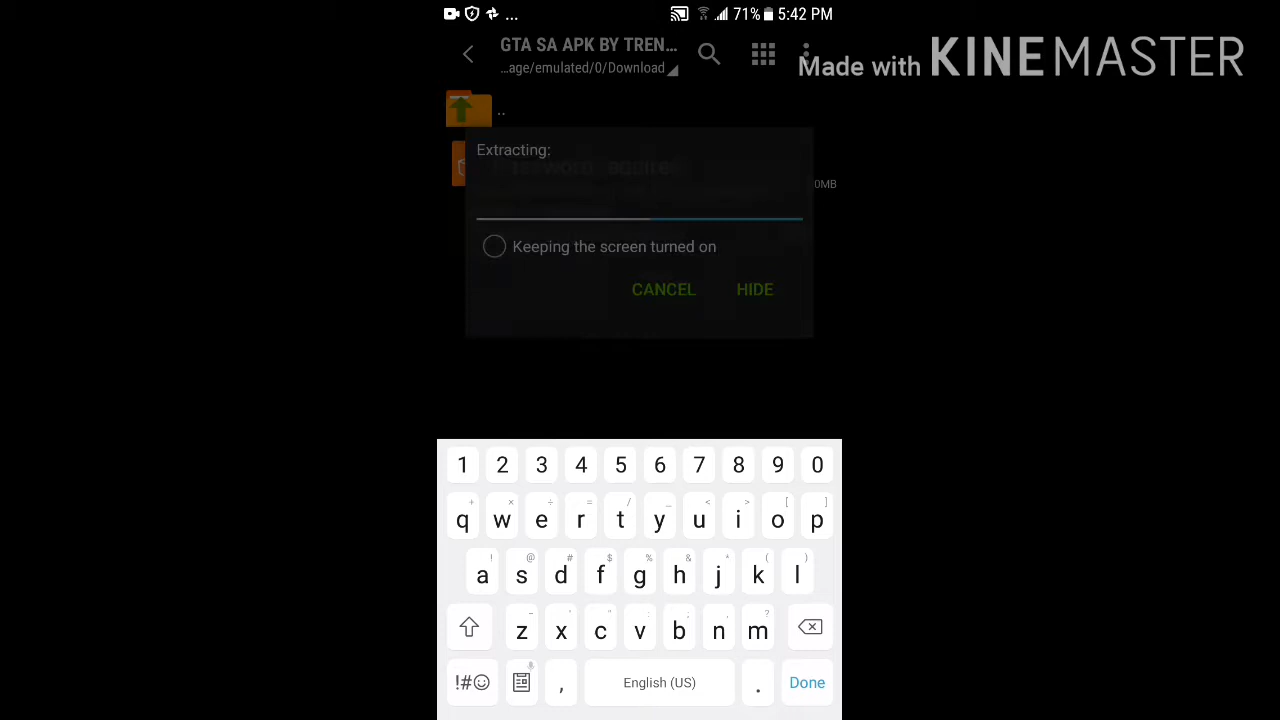 ... 71% 5:42 PM
GTA SA APK BY TREN...
...age/emulated/0/Download
Made with KINEMASTER
..
Extracting:
0MB
Keeping the screen turned on
CANCEL HIDE
1 2 3 4 5 6 7 8 9 0
+ × ÷ = / _ < > [ ]
q w e r t y u i o p
! @ # $ % & * ( )
a s d f g h j k l
- ' " : ; , ?
z x c v b n m
!#☺ , English (US) . Done